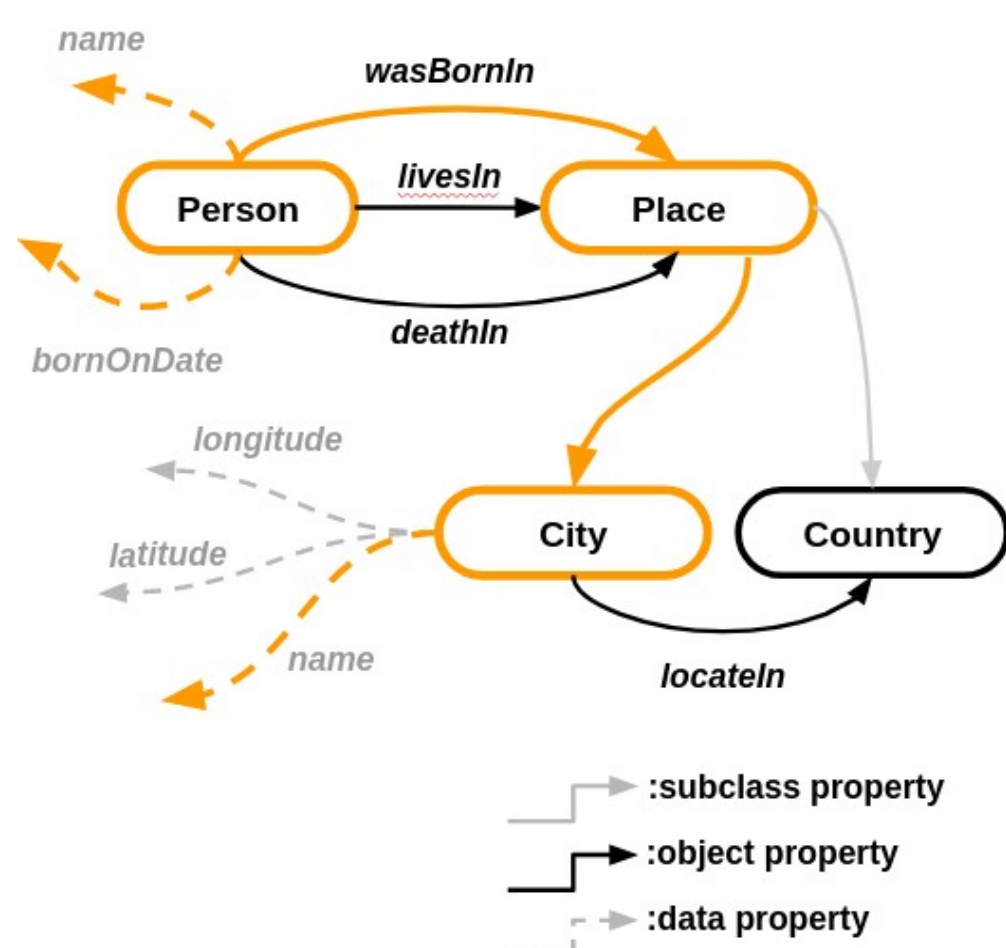 name
wasBornIn
livesIn
Person
Place
deathIn
bornOnDate
longitude
latitude
City
Country
name
locateIn
:subclass property
:object property
:data property